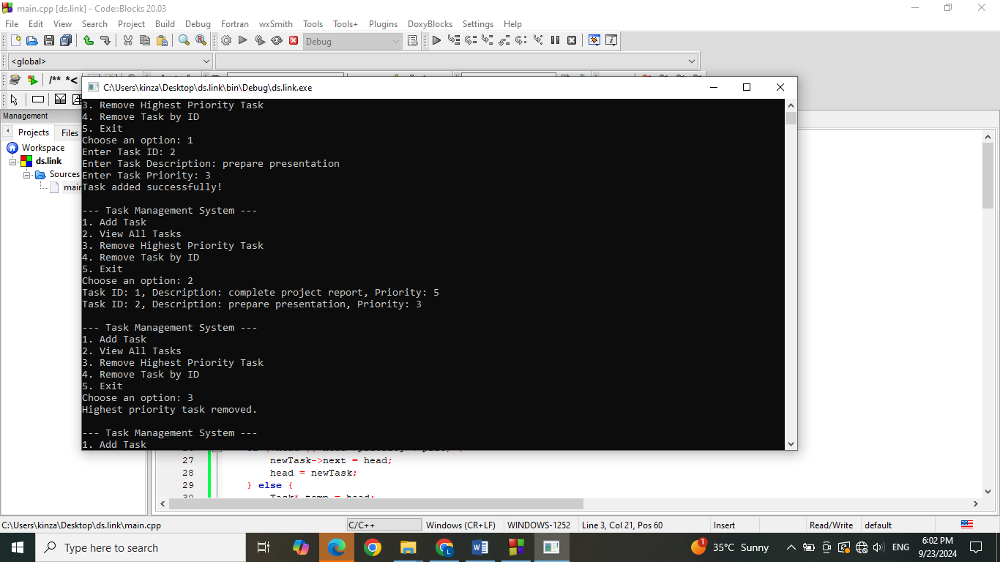 main.cpp [ds.link] - Code::Blocks 20.03
File Edit View Search Project Build Debug Fortran wxSmith Tools Tools+ Plugins DoxyBlocks Settings Help
Debug
<global>
/** *<
C:\Users\kinza\Desktop\ds.link\bin\Debug\ds.link.exe
Management
Projects Files
Workspace
ds.link
Sources
main
3. Remove Highest Priority Task
4. Remove Task by ID
5. Exit
Choose an option: 1
Enter Task ID: 2
Enter Task Description: prepare presentation
Enter Task Priority: 3
Task added successfully!
--- Task Management System ---
1. Add Task
2. View All Tasks
3. Remove Highest Priority Task
4. Remove Task by ID
5. Exit
Choose an option: 2
Task ID: 1, Description: complete project report, Priority: 5
Task ID: 2, Description: prepare presentation, Priority: 3
--- Task Management System ---
1. Add Task
2. View All Tasks
3. Remove Highest Priority Task
4. Remove Task by ID
5. Exit
Choose an option: 3
Highest priority task removed.
--- Task Management System ---
1. Add Task
27 newTask->next = head;
28 head = newTask;
29 } else {
30 Task* temp = head;
C:\Users\kinza\Desktop\ds.link\main.cpp C/C++ Windows (CR+LF) WINDOWS-1252 Line 3, Col 21, Pos 60 Insert Read/Write default
Type here to search
1 35°C Sunny
ENG
6:02 PM
9/23/2024